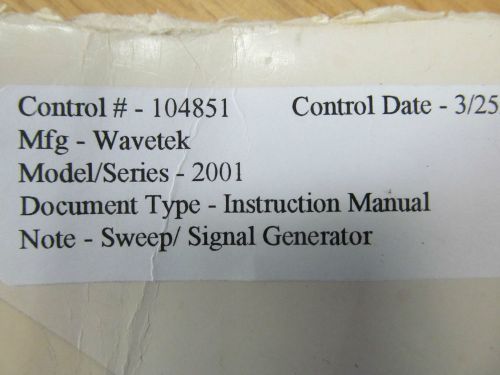 Control # - 104851 Control Date - 3/25
Mfg - Wavetek
Model/Series - 2001
Document Type - Instruction Manual
Note - Sweep/ Signal Generator